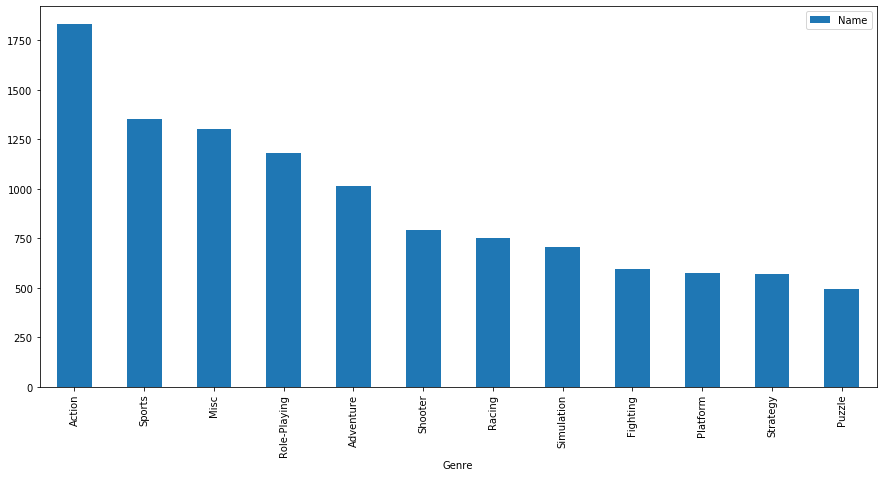 Name
1750
1500
1250
1000
750
500
250
0
Action
Sports
Misc
Role-Playing
Adventure
Shooter
Racing
Simulation
Fighting
Platform
Strategy
Puzzle
Genre